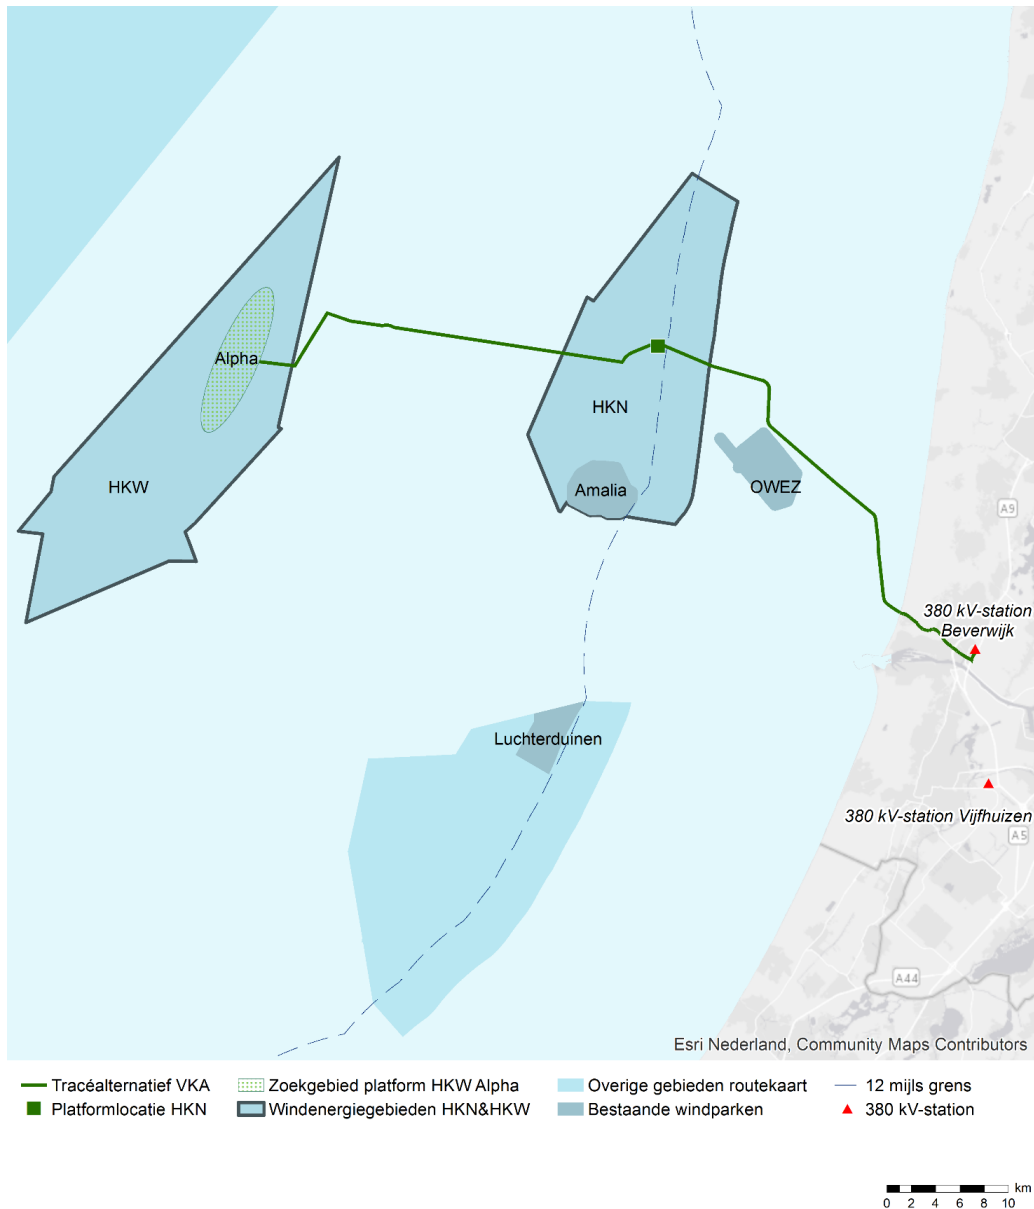 Alpha
HKN
HKW
Amalia
OWEZ
A9
380 kV-station
Beverwijk
Luchterduinen
380 kV-station Vijfhuizen
A5
A44
Esri Nederland, Community Maps Contributors
Tracéalternatief VKA
Zoekgebied platform HKW Alpha
Overige gebieden routekaart
12 mijls grens
Platformlocatie HKN
Windenergiegebieden HKN&HKW
Bestaande windparken
380 kV-station
km
0 2 4 6 8 10